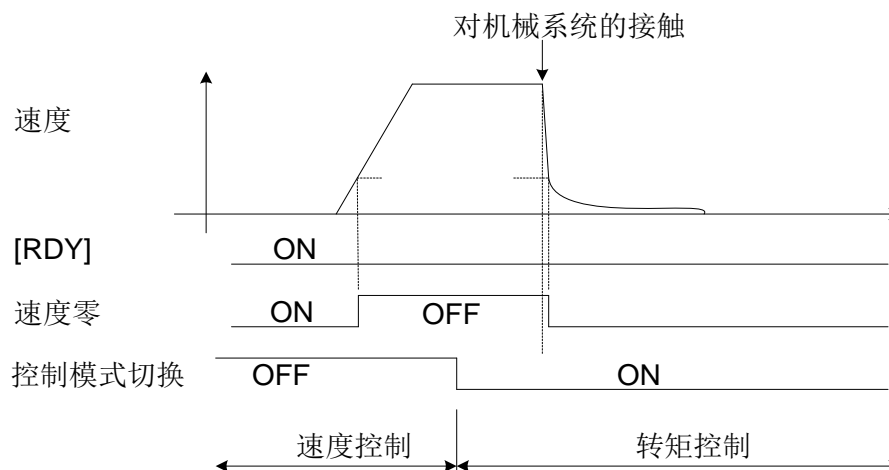 对机械系统的接触
速度
[RDY] ON
速度零 ON OFF
控制模式切换 OFF ON
速度控制 转矩控制